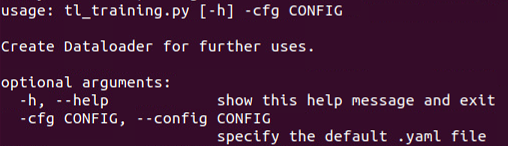 usage: tl_training.py [-h] -cfg CONFIG
Create Dataloader for further uses.
optional arguments:
-h, --help show this help message and exit
-cfg CONFIG, --config CONFIG
specify the default .yaml file